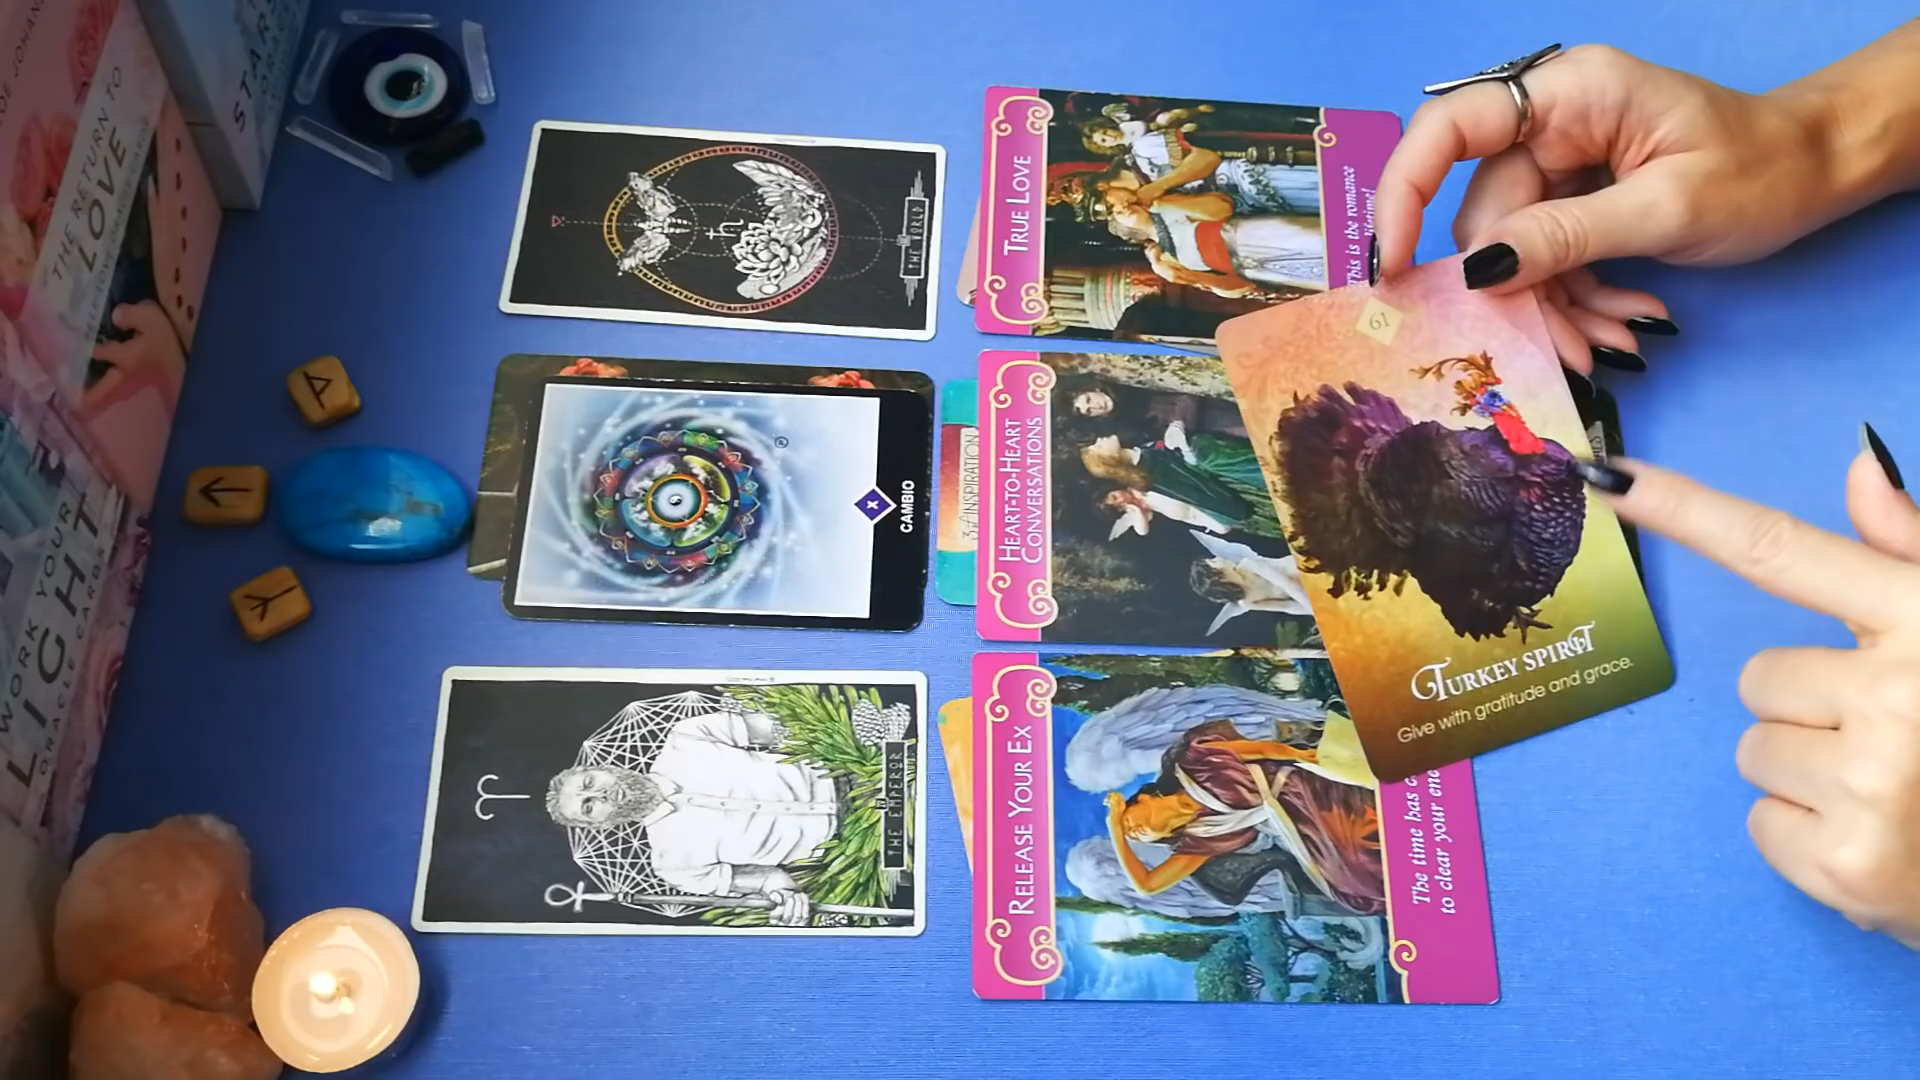 THE RETURN TO
LOVE
STARS
WORK YOUR
LIGHT
ORACLE CARDS
THE WORLD
X
CAMBIO
THE EMPEROR
TRUE LOVE
This is the romance
INSPIRATION
HEART-TO-HEART
CONVERSATIONS
RELEASE YOUR EX
The time has
to clear your
61
TURKEY SPIRIT
Give with gratitude and grace.